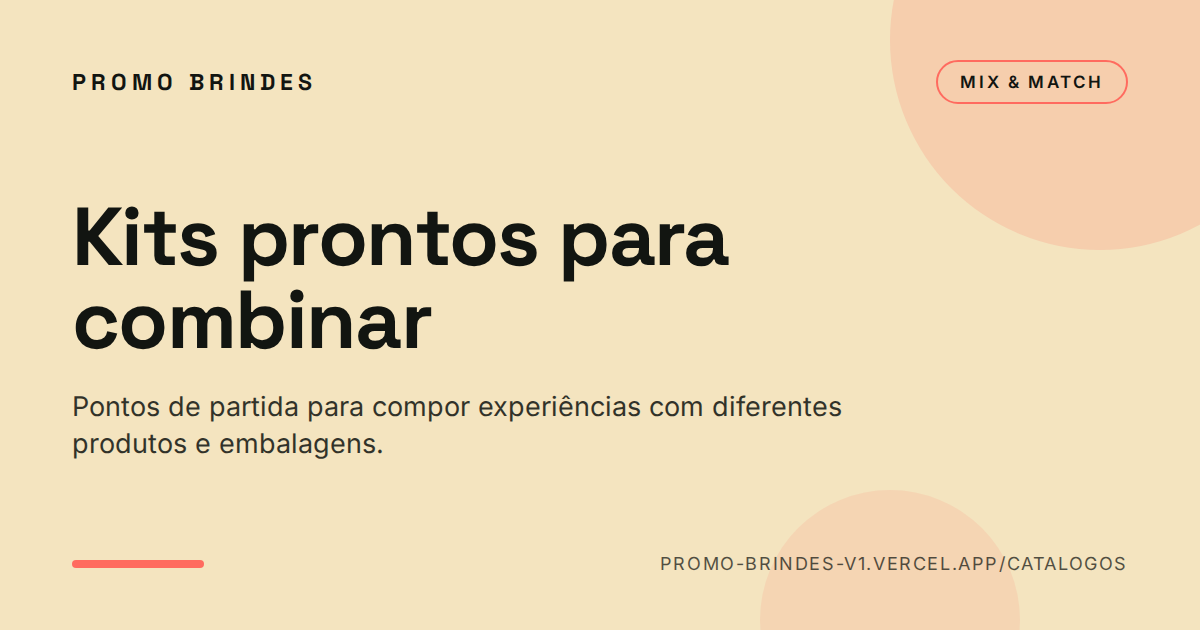 PROMO BRINDES
MIX & MATCH
Kits prontos para
combinar
Pontos de partida para compor experiências com diferentes
produtos e embalagens.
PROMO-BRINDES-V1.VERCEL.APP/CATALOGOS